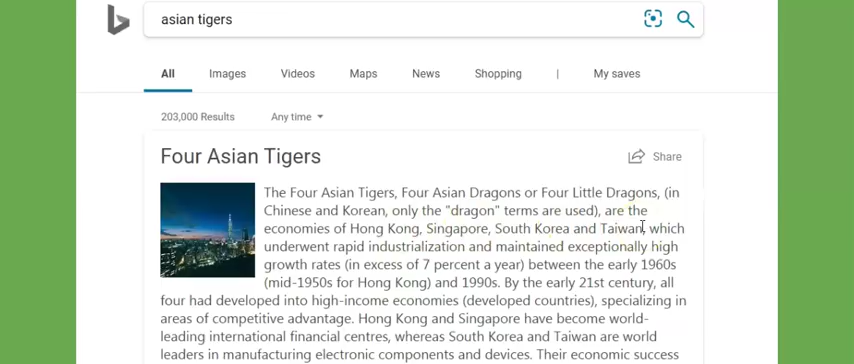 asian tigers
All Images Videos Maps News Shopping | My saves
203,000 Results Any time
Four Asian Tigers Share
The Four Asian Tigers, Four Asian Dragons or Four Little Dragons, (in
Chinese and Korean, only the "dragon" terms are used), are the
economies of Hong Kong, Singapore, South Korea and Taiwan, which
underwent rapid industrialization and maintained exceptionally high
growth rates (in excess of 7 percent a year) between the early 1960s
(mid-1950s for Hong Kong) and 1990s. By the early 21st century, all
four had developed into high-income economies (developed countries), specializing in
areas of competitive advantage. Hong Kong and Singapore have become world-
leading international financial centres, whereas South Korea and Taiwan are world
leaders in manufacturing electronic components and devices. Their economic success